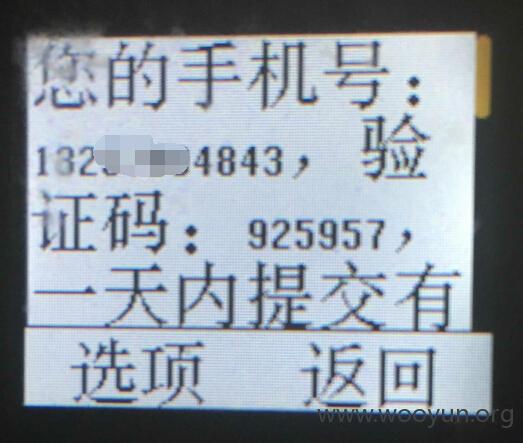 您的手机号：
132 4843，验
证码：925957，
一天内提交有
选项 返回
www.wooyun.org